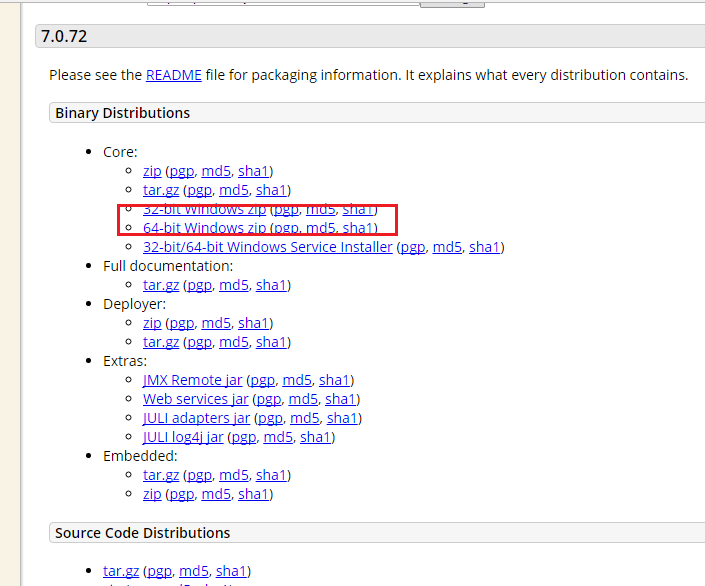 7.0.72
Please see the README file for packaging information. It explains what every distribution contains.
Binary Distributions
Core:
zip (pgp, md5, sha1)
tar.gz (pgp, md5, sha1)
32-bit Windows zip (pgp, md5, sha1)
64-bit Windows zip (pgp, md5, sha1)
32-bit/64-bit Windows Service Installer (pgp, md5, sha1)
Full documentation:
tar.gz (pgp, md5, sha1)
Deployer:
zip (pgp, md5, sha1)
tar.gz (pgp, md5, sha1)
Extras:
JMX Remote jar (pgp, md5, sha1)
Web services jar (pgp, md5, sha1)
JULI adapters jar (pgp, md5, sha1)
JULI log4j jar (pgp, md5, sha1)
Embedded:
tar.gz (pgp, md5, sha1)
zip (pgp, md5, sha1)
Source Code Distributions
tar.gz (pgp, md5, sha1)